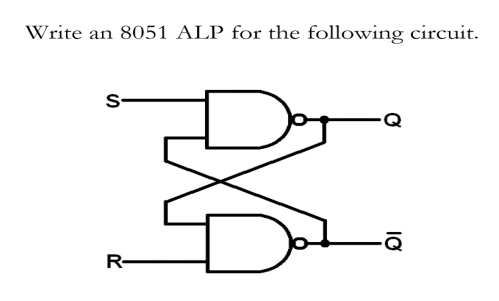 Write an 8051 ALP for the following circuit.
S
Q
R
Q̅